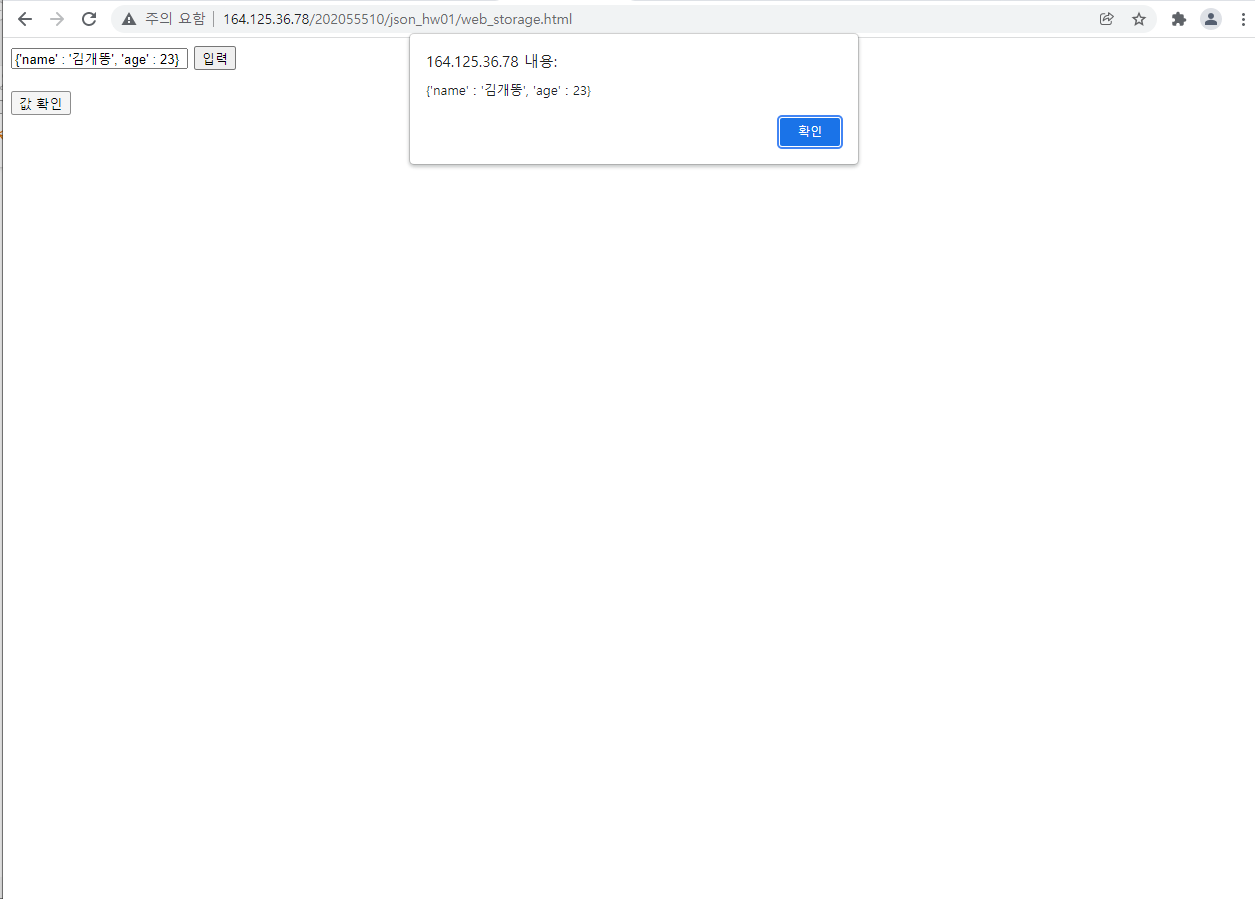 주의 요함 164.125.36.78/202055510/json_hw01/web_storage.html
{'name' : '김개똥', 'age' : 23} 입력
값 확인
164.125.36.78 내용:
{'name' : '김개똥', 'age' : 23}
확인